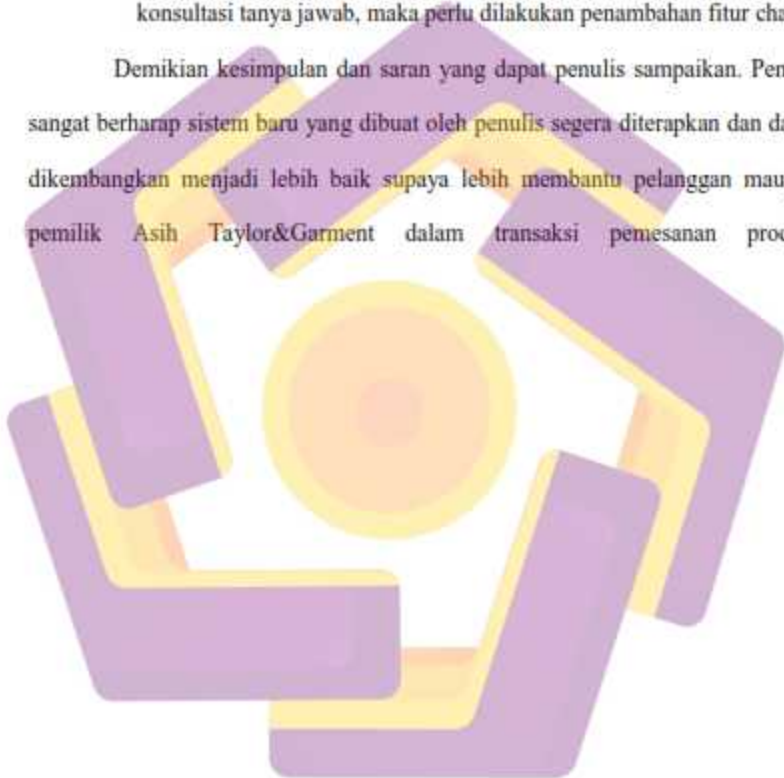 konsultasi tanya jawab, maka perlu dilakukan penambahan fitur cha
Demikian kesimpulan dan saran yang dapat penulis sampaikan. Pen
sangat berharap sistem baru yang dibuat oleh penulis segera diterapkan dan da
dikembangkan menjadi lebih baik supaya lebih membantu pelanggan mau
pemilik Asih Taylor&Garment dalam transaksi pemesanan prod